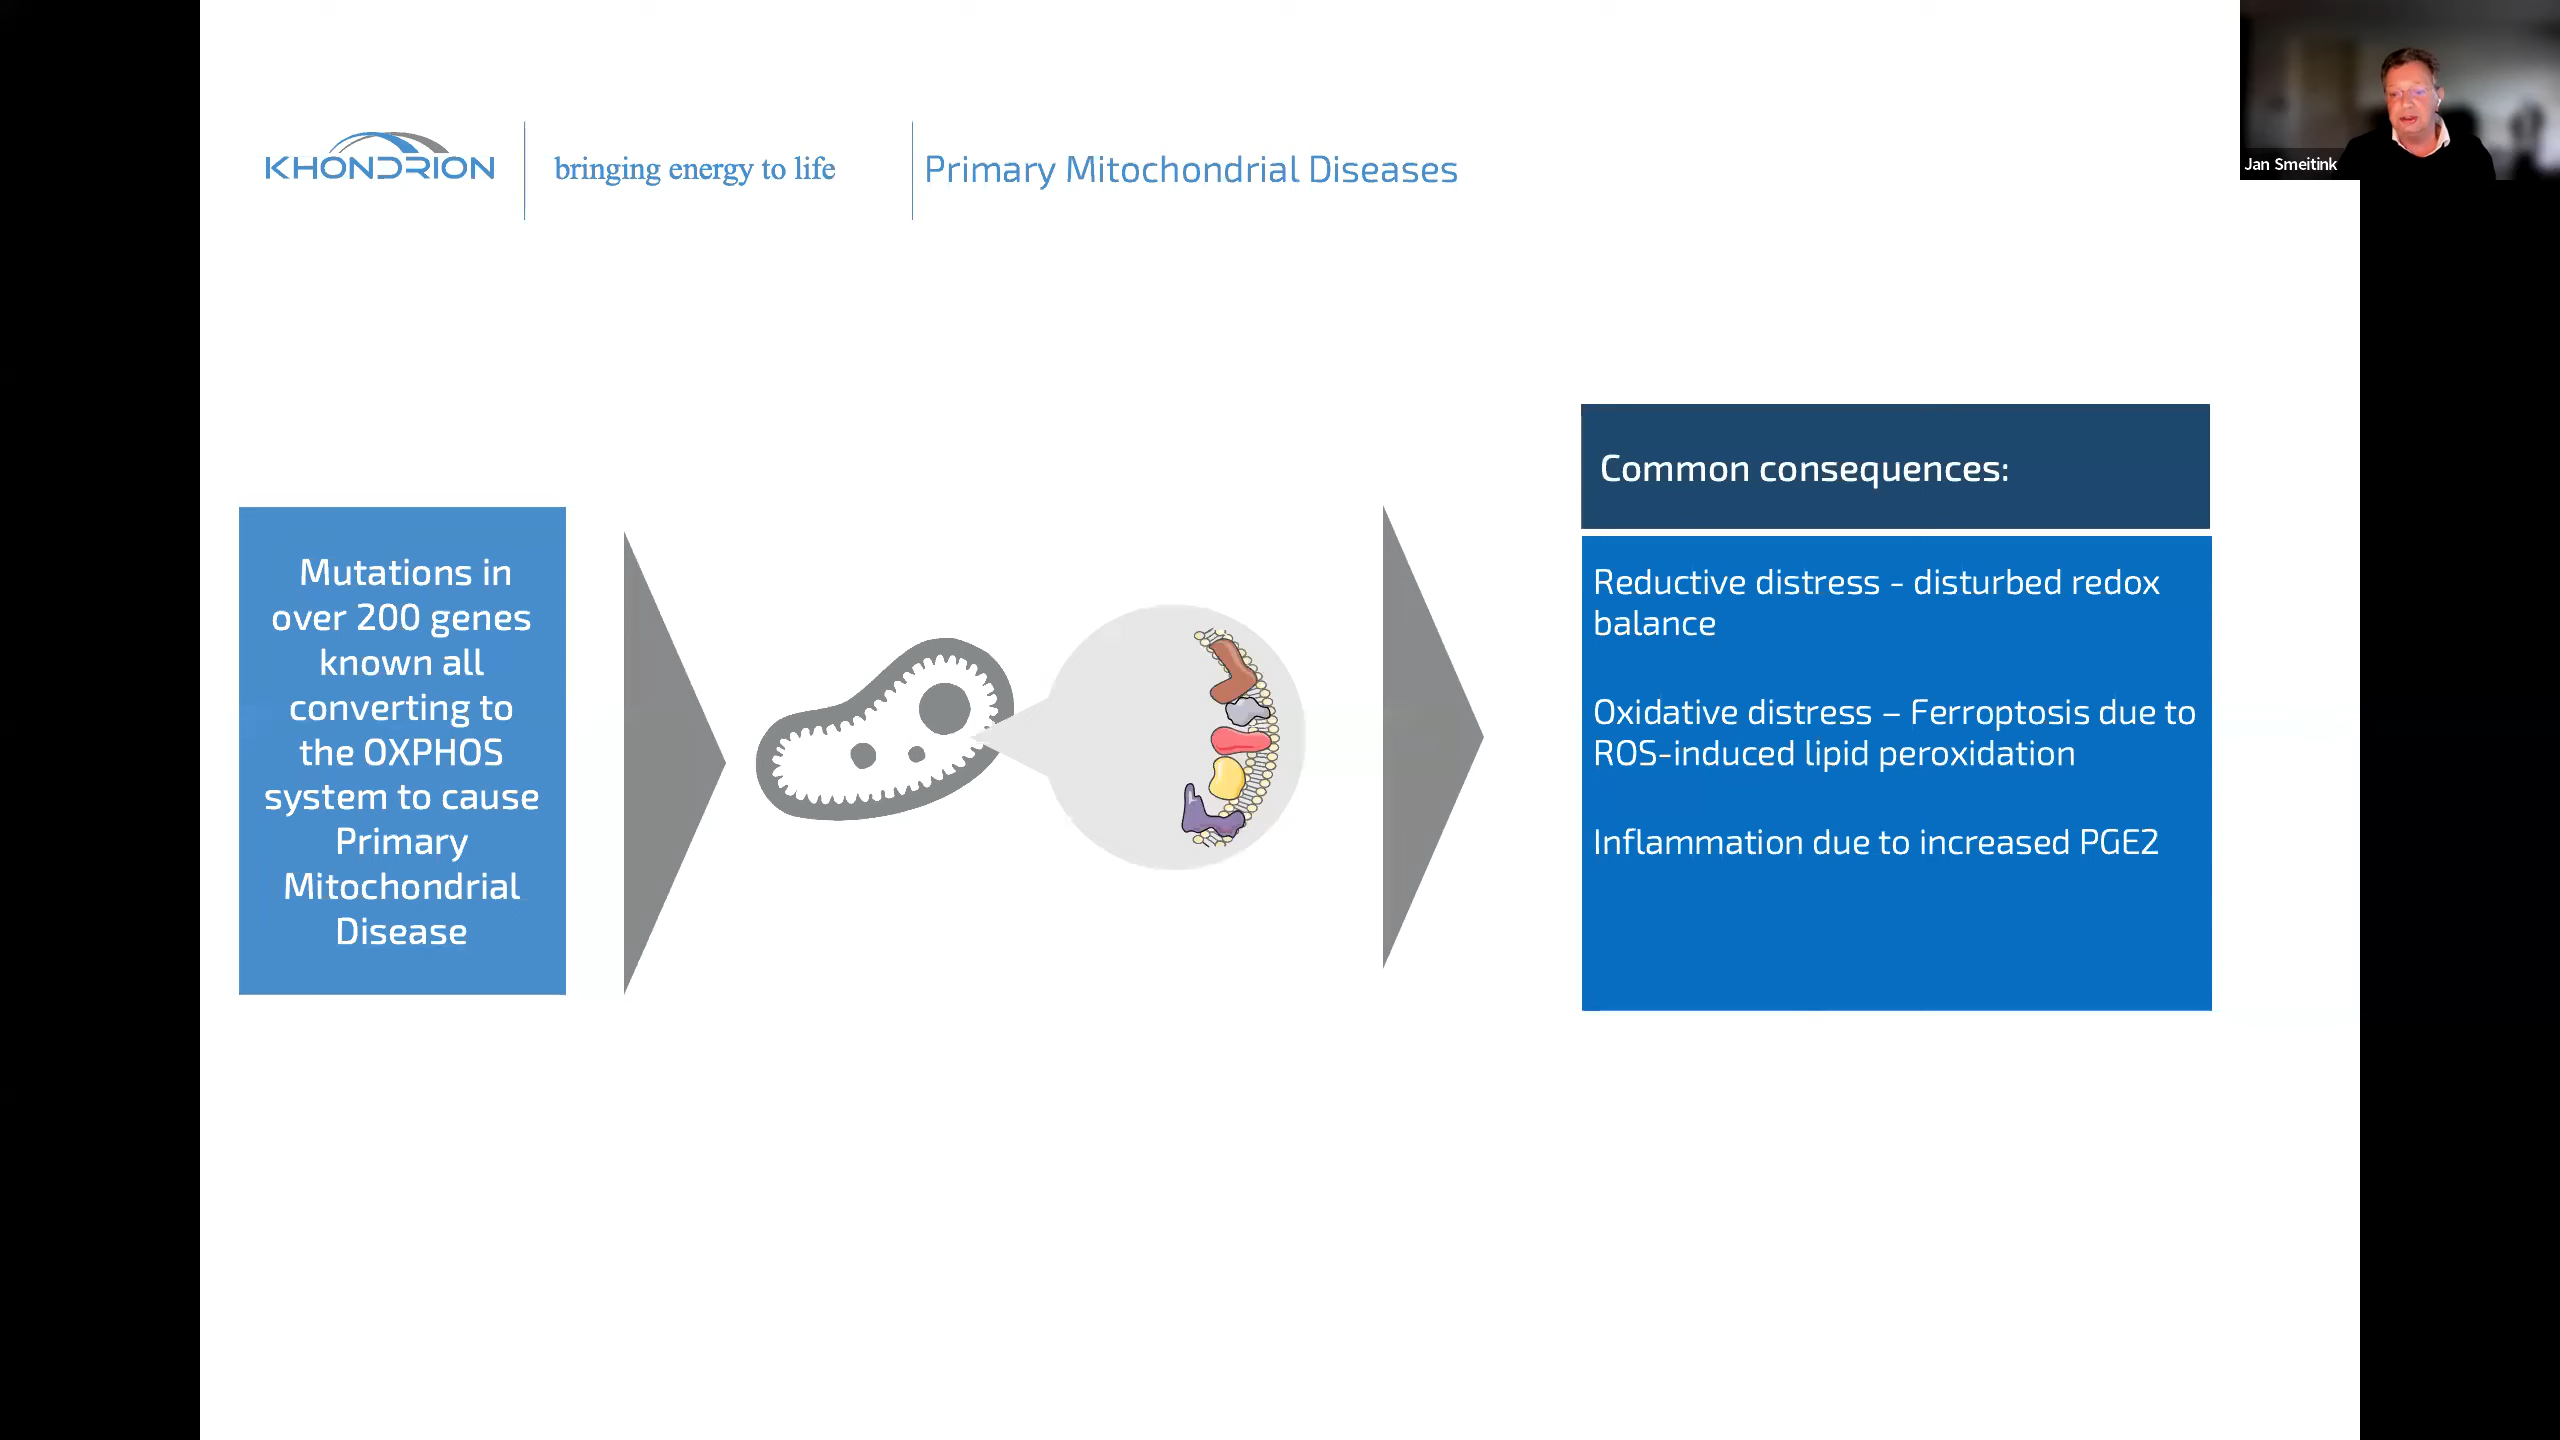 KHONDRION
bringing energy to life
Primary Mitochondrial Diseases
Jan Smeitink
Mutations in
over 200 genes
known all
converting to
the OXPHOS
system to cause
Primary
Mitochondrial
Disease
Common consequences:
Reductive distress - disturbed redox
balance
Oxidative distress – Ferroptosis due to
ROS-induced lipid peroxidation
Inflammation due to increased PGE2